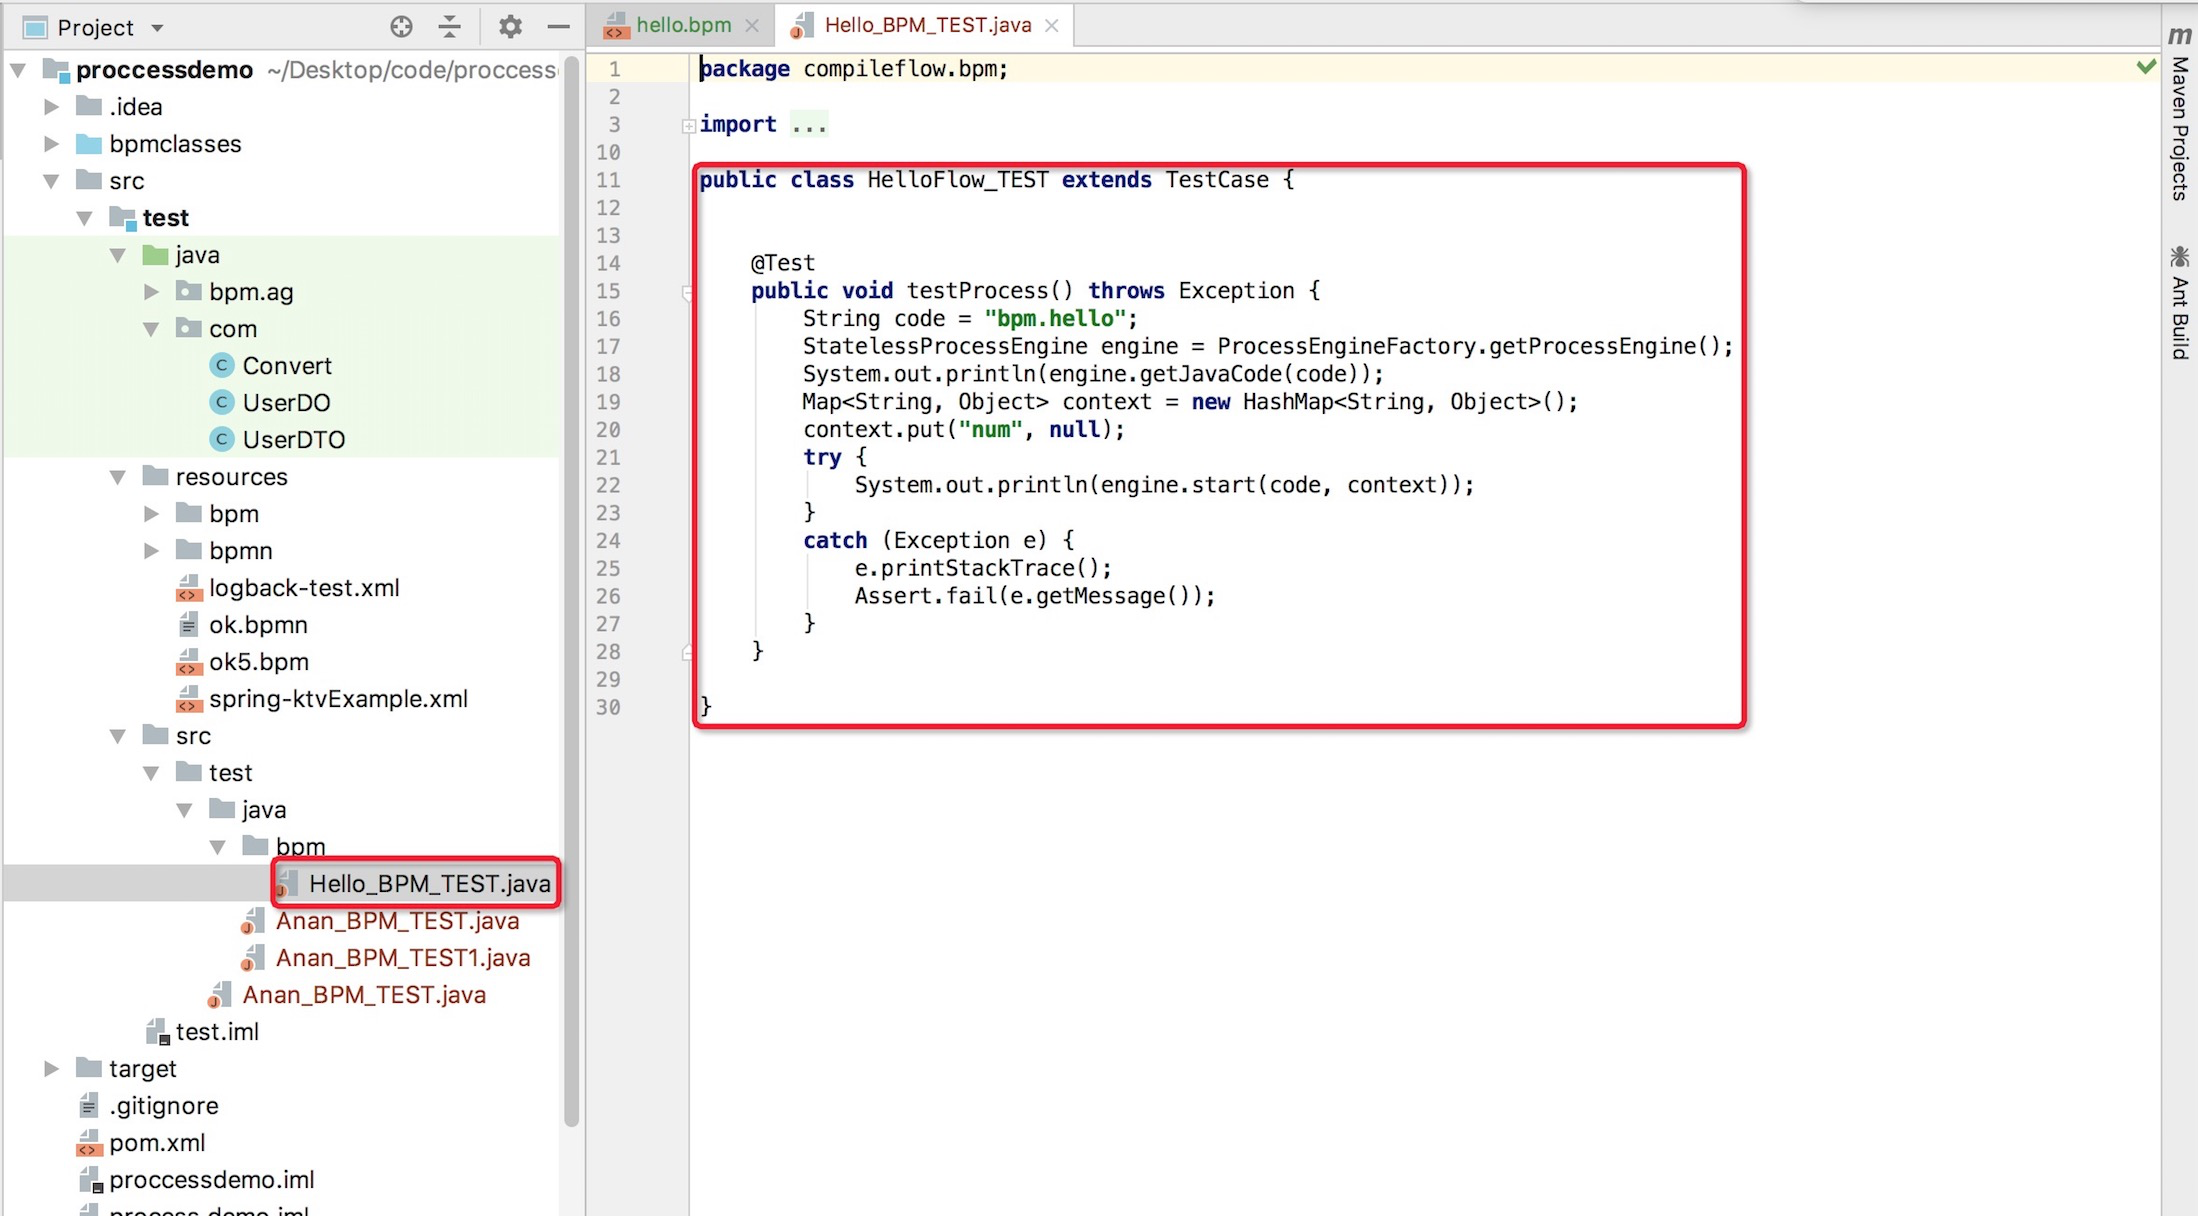 Project
proccessdemo ~/Desktop/code/proccess
.idea
bpmclasses
src
test
java
bpm.ag
com
Convert
UserDO
UserDTO
resources
bpm
bpmn
logback-test.xml
ok.bpmn
ok5.bpm
spring-ktvExample.xml
src
test
java
bpm
Hello_BPM_TEST.java
Anan_BPM_TEST.java
Anan_BPM_TEST1.java
Anan_BPM_TEST.java
test.iml
target
.gitignore
pom.xml
proccessdemo.iml
process-demo.iml
hello.bpm Hello_BPM_TEST.java
1 package compileflow.bpm;
2
3 import ...
10
11 public class HelloFlow_TEST extends TestCase {
12
13
14 @Test
15 public void testProcess() throws Exception {
16 String code = "bpm.hello";
17 StatelessProcessEngine engine = ProcessEngineFactory.getProcessEngine();
18 System.out.println(engine.getJavaCode(code));
19 Map<String, Object> context = new HashMap<String, Object>();
20 context.put("num", null);
21 try {
22 System.out.println(engine.start(code, context));
23 }
24 catch (Exception e) {
25 e.printStackTrace();
26 Assert.fail(e.getMessage());
27 }
28 }
29
30 }
m Maven Projects
Ant Build